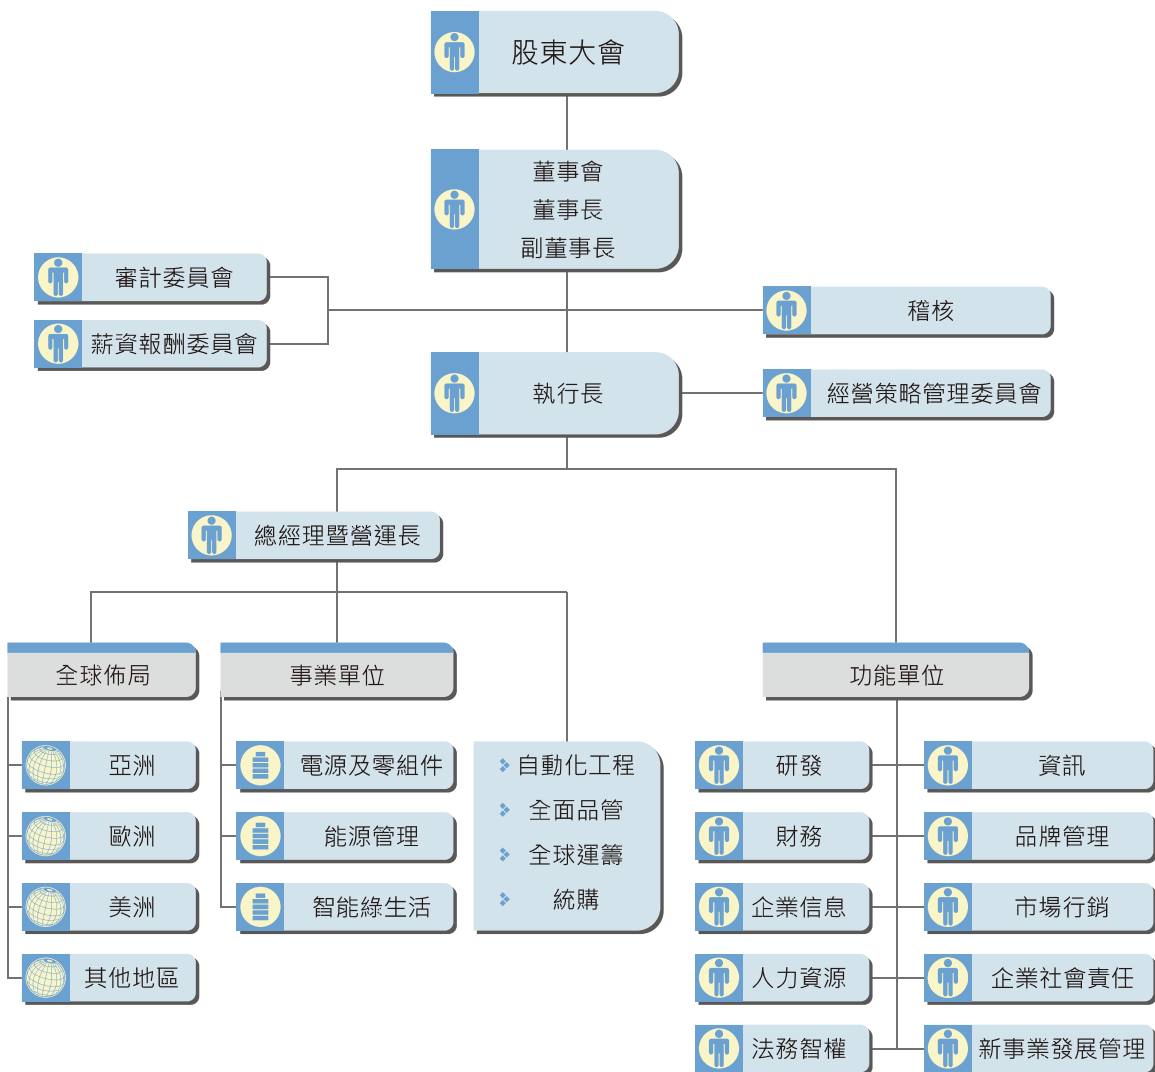 股東大會
董事會
董事長
副董事長
審計委員會
薪資報酬委員會
稽核
執行長
經營策略管理委員會
總經理暨營運長
全球佈局
亞洲
歐洲
美洲
其他地區
事業單位
電源及零組件
能源管理
智能綠生活
自動化工程
全面品管
全球運籌
統購
功能單位
研發
資訊
財務
品牌管理
企業信息
市場行銷
人力資源
企業社會責任
法務智權
新事業發展管理